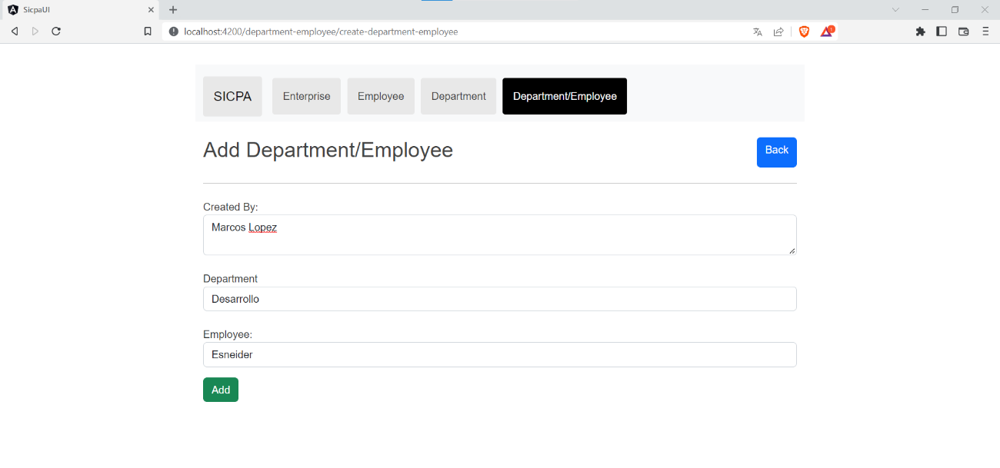 SicpaUI
localhost:4200/department-employee/create-department-employee
SICPA Enterprise Employee Department Department/Employee
Add Department/Employee Back
Created By:
Marcos Lopez
Department
Desarrollo
Employee:
Esneider
Add